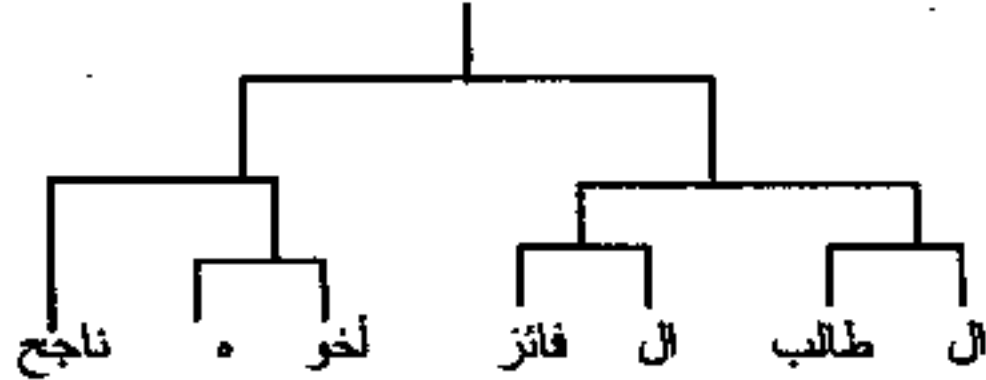 ال طالب ال فائز أخو ه ناجح